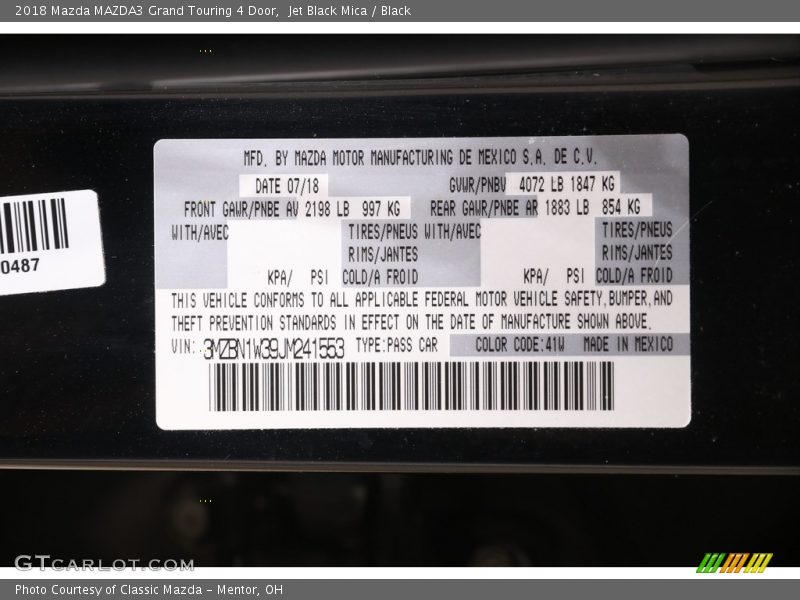 2018 Mazda MAZDA3 Grand Touring 4 Door,  Jet Black Mica / Black
MFD. BY MAZDA MOTOR MANUFACTURING DE MEXICO S.A. DE C.V.
DATE 07/18 GVWR/PNBV 4072 LB 1847 KG
FRONT GAWR/PNBE AV 2198 LB 997 KG REAR GAWR/PNBE AR 1883 LB 854 KG
WITH/AVEC TIRES/PNEUS WITH/AVEC TIRES/PNEUS
RIMS/JANTES RIMS/JANTES
KPA/ PSI COLD/A FROID KPA/ PSI COLD/A FROID
THIS VEHICLE CONFORMS TO ALL APPLICABLE FEDERAL MOTOR VEHICLE SAFETY,BUMPER,AND
THEFT PREVENTION STANDARDS IN EFFECT ON THE DATE OF MANUFACTURE SHOWN ABOVE.
VIN: 3MZBN1W39JM241553 TYPE:PASS CAR COLOR CODE:41W MADE IN MEXICO
0487
GTCARLOT.COM
Photo Courtesy of Classic Mazda - Mentor, OH